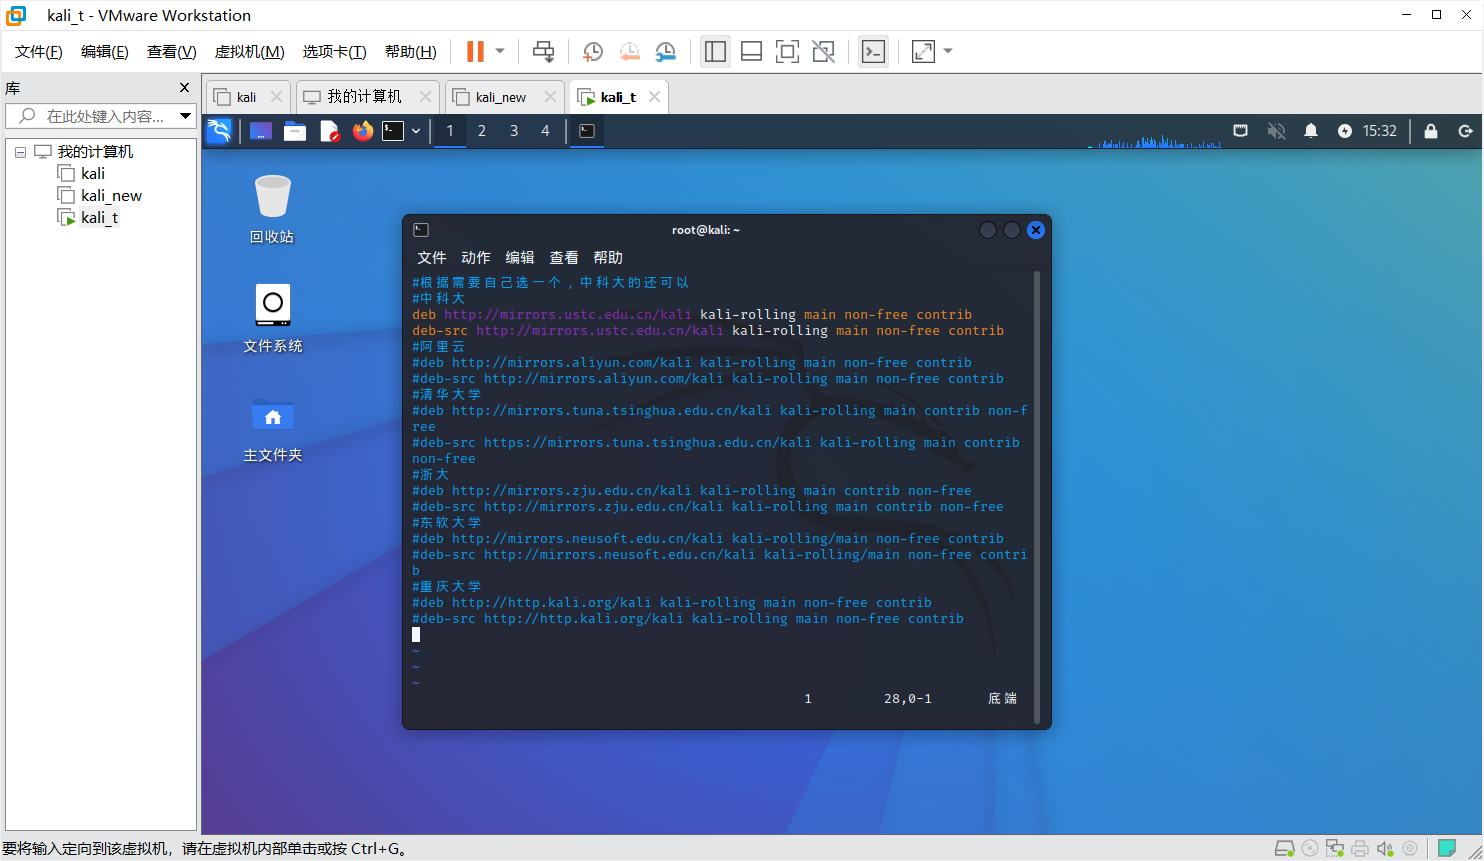 kali_t - VMware Workstation
文件(F) 编辑(E) 查看(V) 虚拟机(M) 选项卡(T) 帮助(H)
库
在此处键入内容...
我的计算机
kali
kali_new
kali_t
kali 我的计算机 kali_new kali_t
1 2 3 4 15:32
回收站
文件系统
主文件夹
root@kali: ~
文件 动作 编辑 查看 帮助
#根据需要自己选一个，中科大的还可以
#中科大
deb http://mirrors.ustc.edu.cn/kali kali-rolling main non-free contrib
deb-src http://mirrors.ustc.edu.cn/kali kali-rolling main non-free contrib
#阿里云
#deb http://mirrors.aliyun.com/kali kali-rolling main non-free contrib
#deb-src http://mirrors.aliyun.com/kali kali-rolling main non-free contrib
#清华大学
#deb http://mirrors.tuna.tsinghua.edu.cn/kali kali-rolling main contrib non-f
ree
#deb-src https://mirrors.tuna.tsinghua.edu.cn/kali kali-rolling main contrib
non-free
#浙大
#deb http://mirrors.zju.edu.cn/kali kali-rolling main contrib non-free
#deb-src http://mirrors.zju.edu.cn/kali kali-rolling main contrib non-free
#东软大学
#deb http://mirrors.neusoft.edu.cn/kali kali-rolling/main non-free contrib
#deb-src http://mirrors.neusoft.edu.cn/kali kali-rolling/main non-free contri
b
#重庆大学
#deb http://http.kali.org/kali kali-rolling main non-free contrib
#deb-src http://http.kali.org/kali kali-rolling main non-free contrib
~
~
~
1 28,0-1 底端
要将输入定向到该虚拟机，请在虚拟机内部单击或按 Ctrl+G。